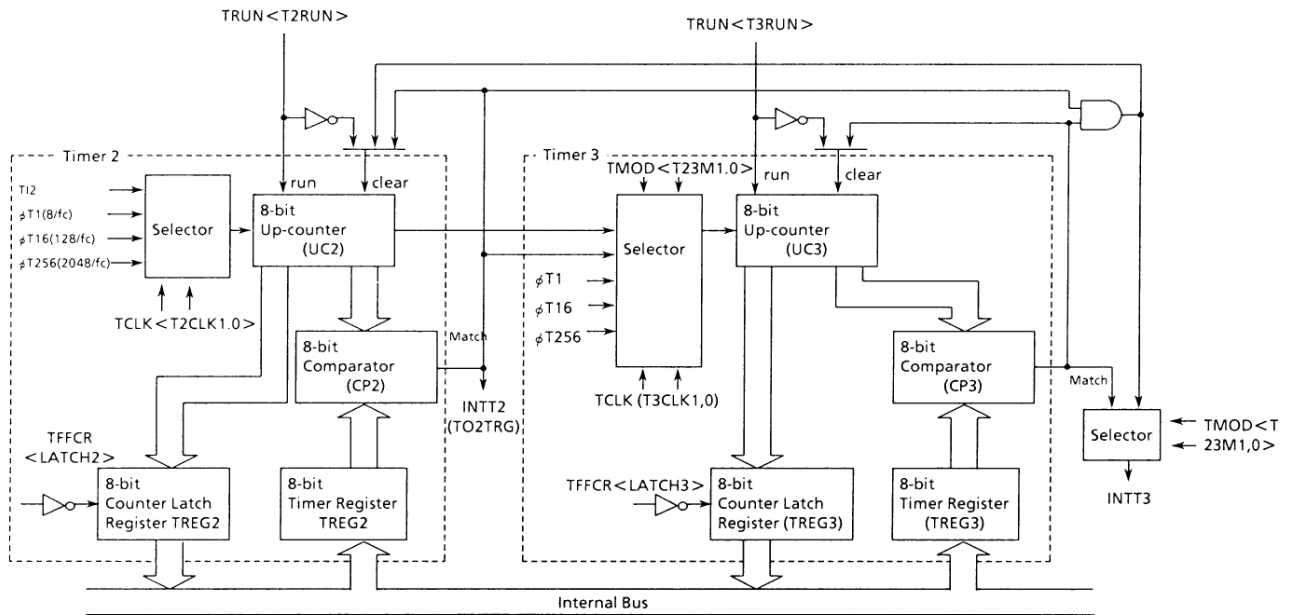 TRUN<T2RUN>
TRUN<T3RUN>
Timer 2
Timer 3
TMOD<T23M1.0>
run
clear
run
clear
TI2
φT1(8/fc)
φT16(128/fc)
φT256(2048/fc)
Selector
8-bit
Up-counter
(UC2)
Selector
8-bit
Up-counter
(UC3)
φT1
φT16
φT256
TCLK<T2CLK1.0>
8-bit
Comparator
(CP2)
Match
8-bit
Comparator
(CP3)
Match
TCLK (T3CLK1,0)
INTT2
(TO2TRG)
Selector
TMOD<T
23M1,0>
INTT3
TFFCR
<LATCH2>
8-bit
Counter Latch
Register TREG2
8-bit
Timer Register
TREG2
TFFCR<LATCH3>
8-bit
Counter Latch
Register (TREG3)
8-bit
Timer Register
(TREG3)
Internal Bus